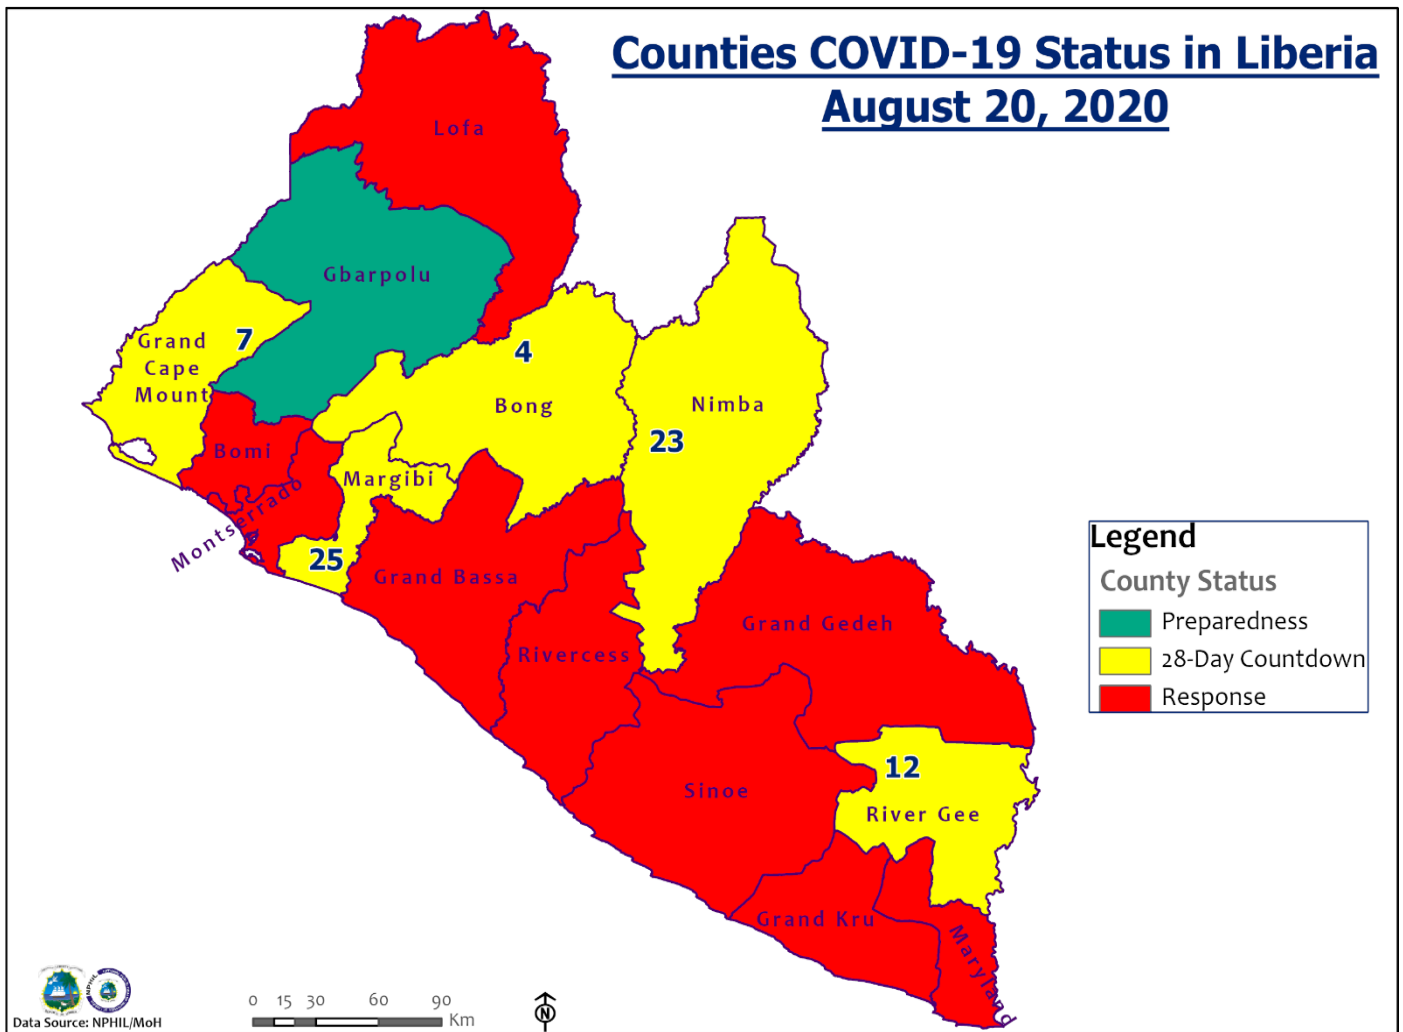 Counties COVID-19 Status in Liberia
August 20, 2020
Lofa
Gbarpolu
Grand
Cape
Mount
7
4
Bong
Nimba
23
Bomi
Margibi
Montserrado
25
Grand Bassa
Grand Gedeh
Rivercess
Sinoe
12
River Gee
Grand Kru
Maryland
Legend
County Status
Preparedness
28-Day Countdown
Response
NPHIL
Data Source: NPHIL/MoH
0 15 30 60 90
Km
N